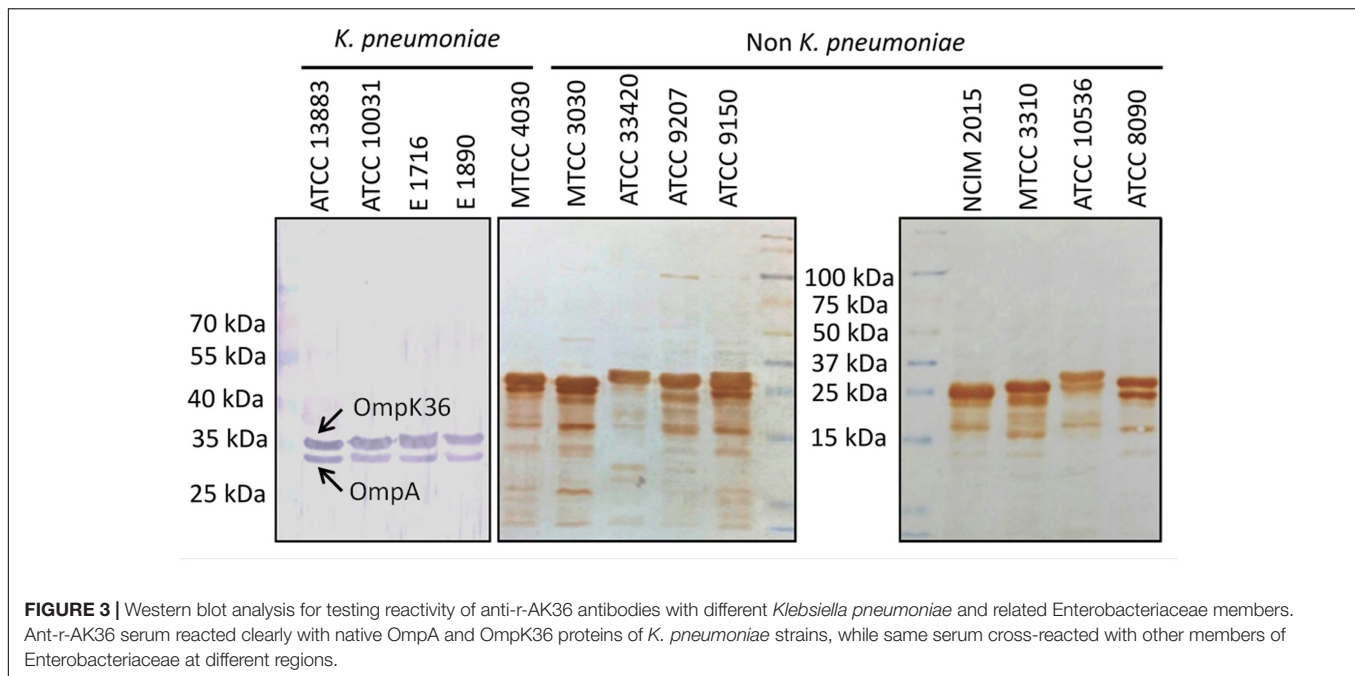 K. pneumoniae
Non K. pneumoniae
ATCC 13883
ATCC 10031
E 1716
E 1890
MTCC 4030
MTCC 3030
ATCC 33420
ATCC 9207
ATCC 9150
NCIM 2015
MTCC 3310
ATCC 10536
ATCC 8090
70 kDa
55 kDa
40 kDa
35 kDa
25 kDa
OmpK36
OmpA
100 kDa
75 kDa
50 kDa
37 kDa
25 kDa
15 kDa
FIGURE 3 | Western blot analysis for testing reactivity of anti-r-AK36 antibodies with different Klebsiella pneumoniae and related Enterobacteriaceae members.
Ant-r-AK36 serum reacted clearly with native OmpA and OmpK36 proteins of K. pneumoniae strains, while same serum cross-reacted with other members of
Enterobacteriaceae at different regions.